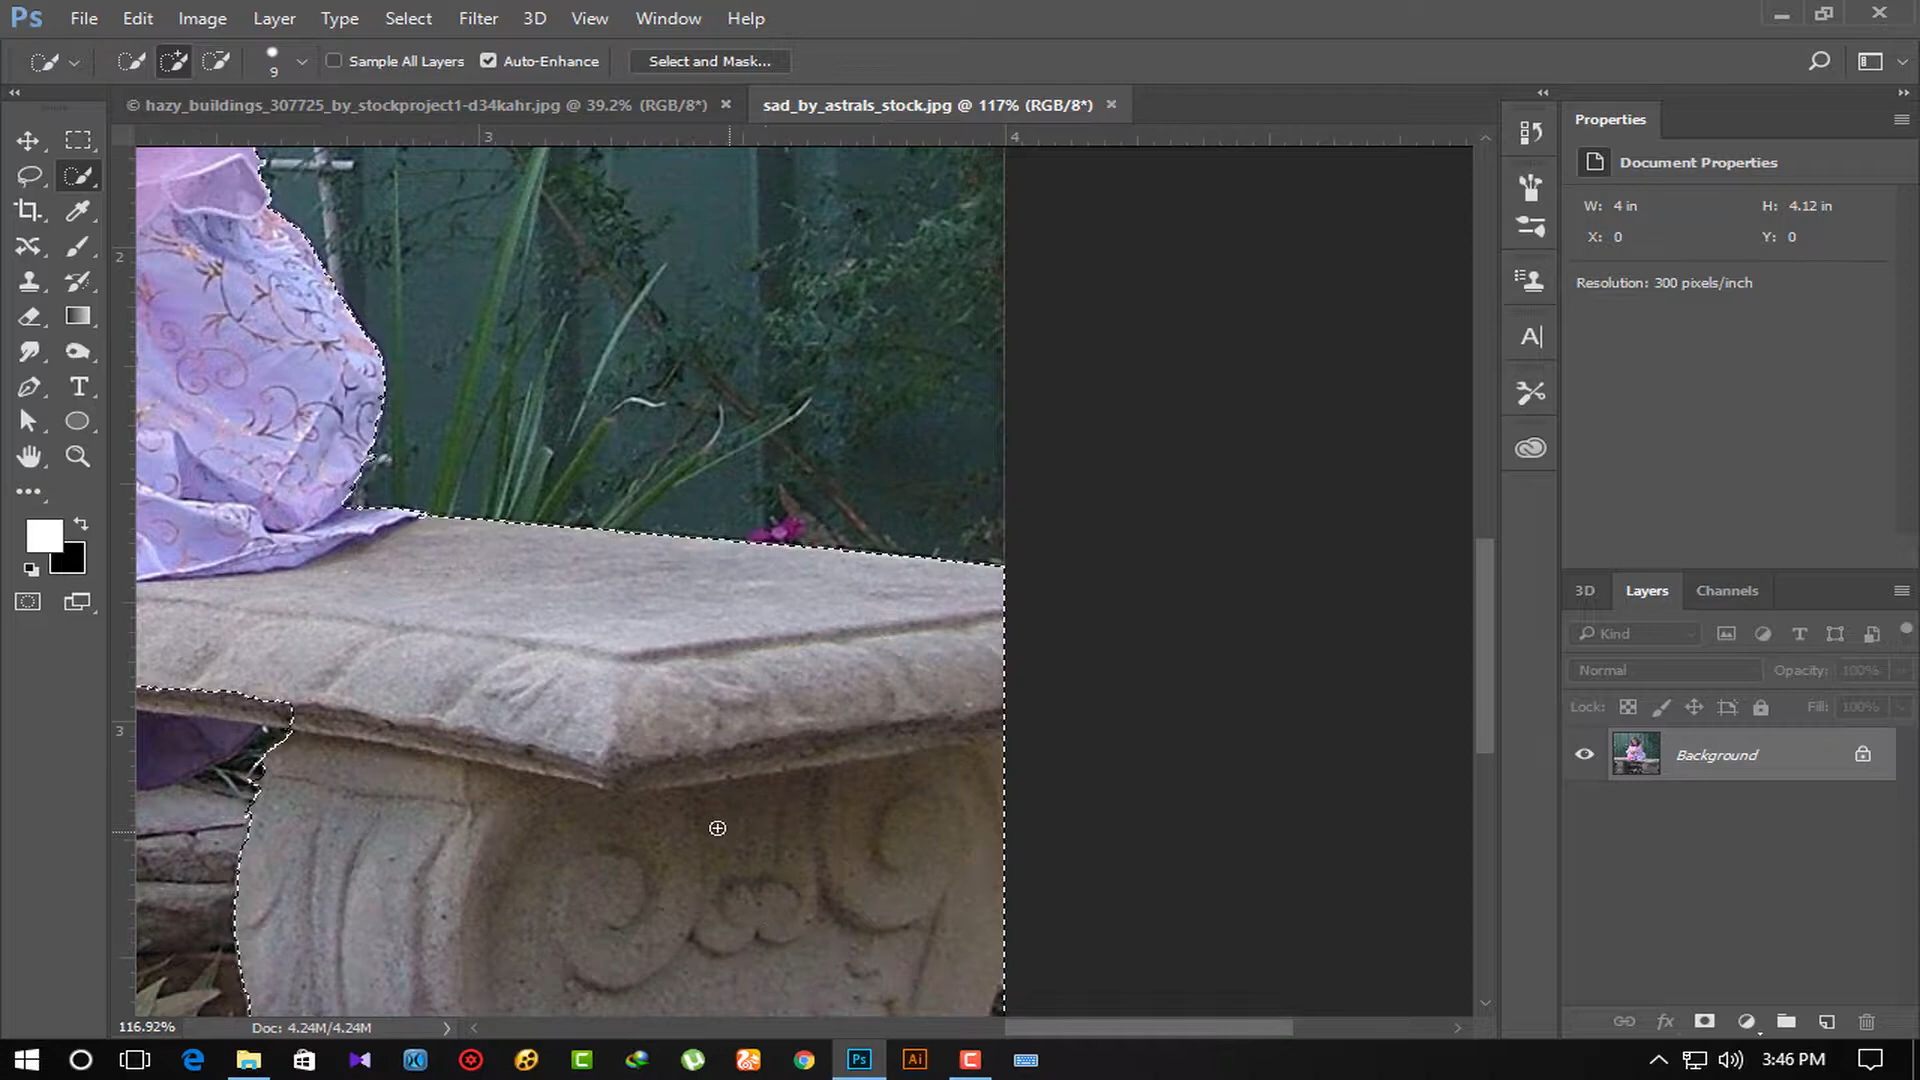 Ps File Edit Image Layer Type Select Filter 3D View Window Help
9 Sample All Layers Auto-Enhance Select and Mask...
© hazy_buildings_307725_by_stockproject1-d34kahr.jpg @ 39.2% (RGB/8*) × sad_by_astrals_stock.jpg @ 117% (RGB/8*) ×
Properties
3 4
Document Properties
W: 4 in H: 4.12 in
X: 0 Y: 0
2
Resolution: 300 pixels/inch
A|
T
3D Layers Channels
Kind
T
Normal Opacity: 100%
Lock: Fill: 100%
3
Background
fx
116.92% Doc: 4.24M/4.24M
Ps Ai C 3:46 PM